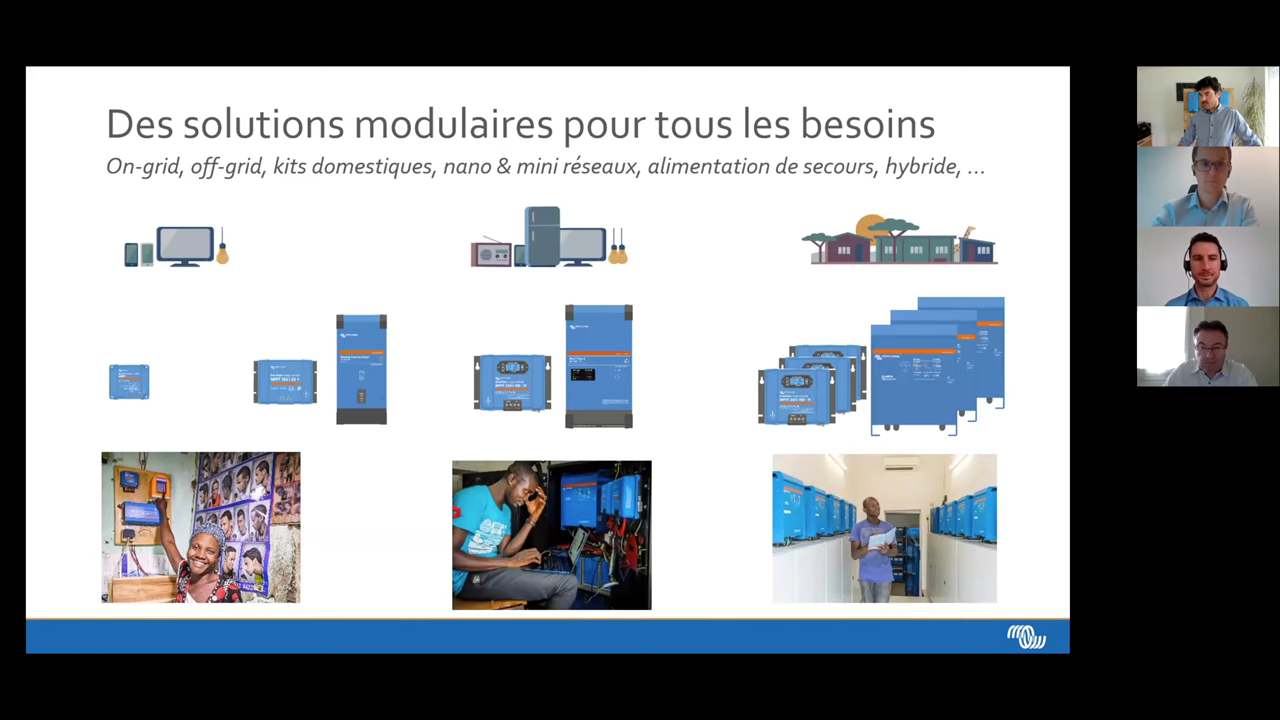 Des solutions modulaires pour tous les besoins
On-grid, off-grid, kits domestiques, nano & mini réseaux, alimentation de secours, hybride, ...